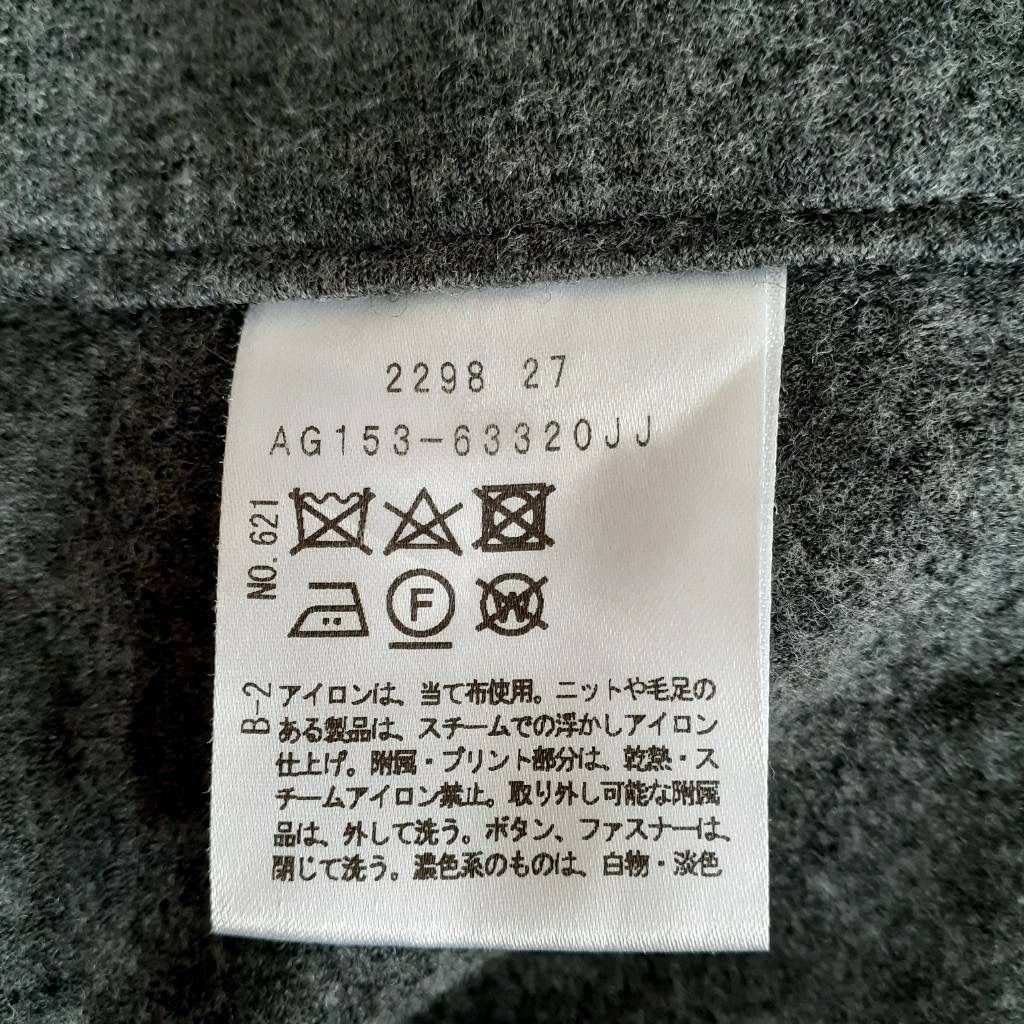 2298 27
AG153-63320JJ
NO.621
F
W
B-2
アイロンは、当て布使用。ニットや毛足の
ある製品は、スチームでの浮かしアイロン
仕上げ。附属・プリント部分は、乾熱・ス
チームアイロン禁止。取り外し可能な附属
品は、外して洗う。ボタン、ファスナーは、
閉じて洗う。濃色系のものは、白物・淡色